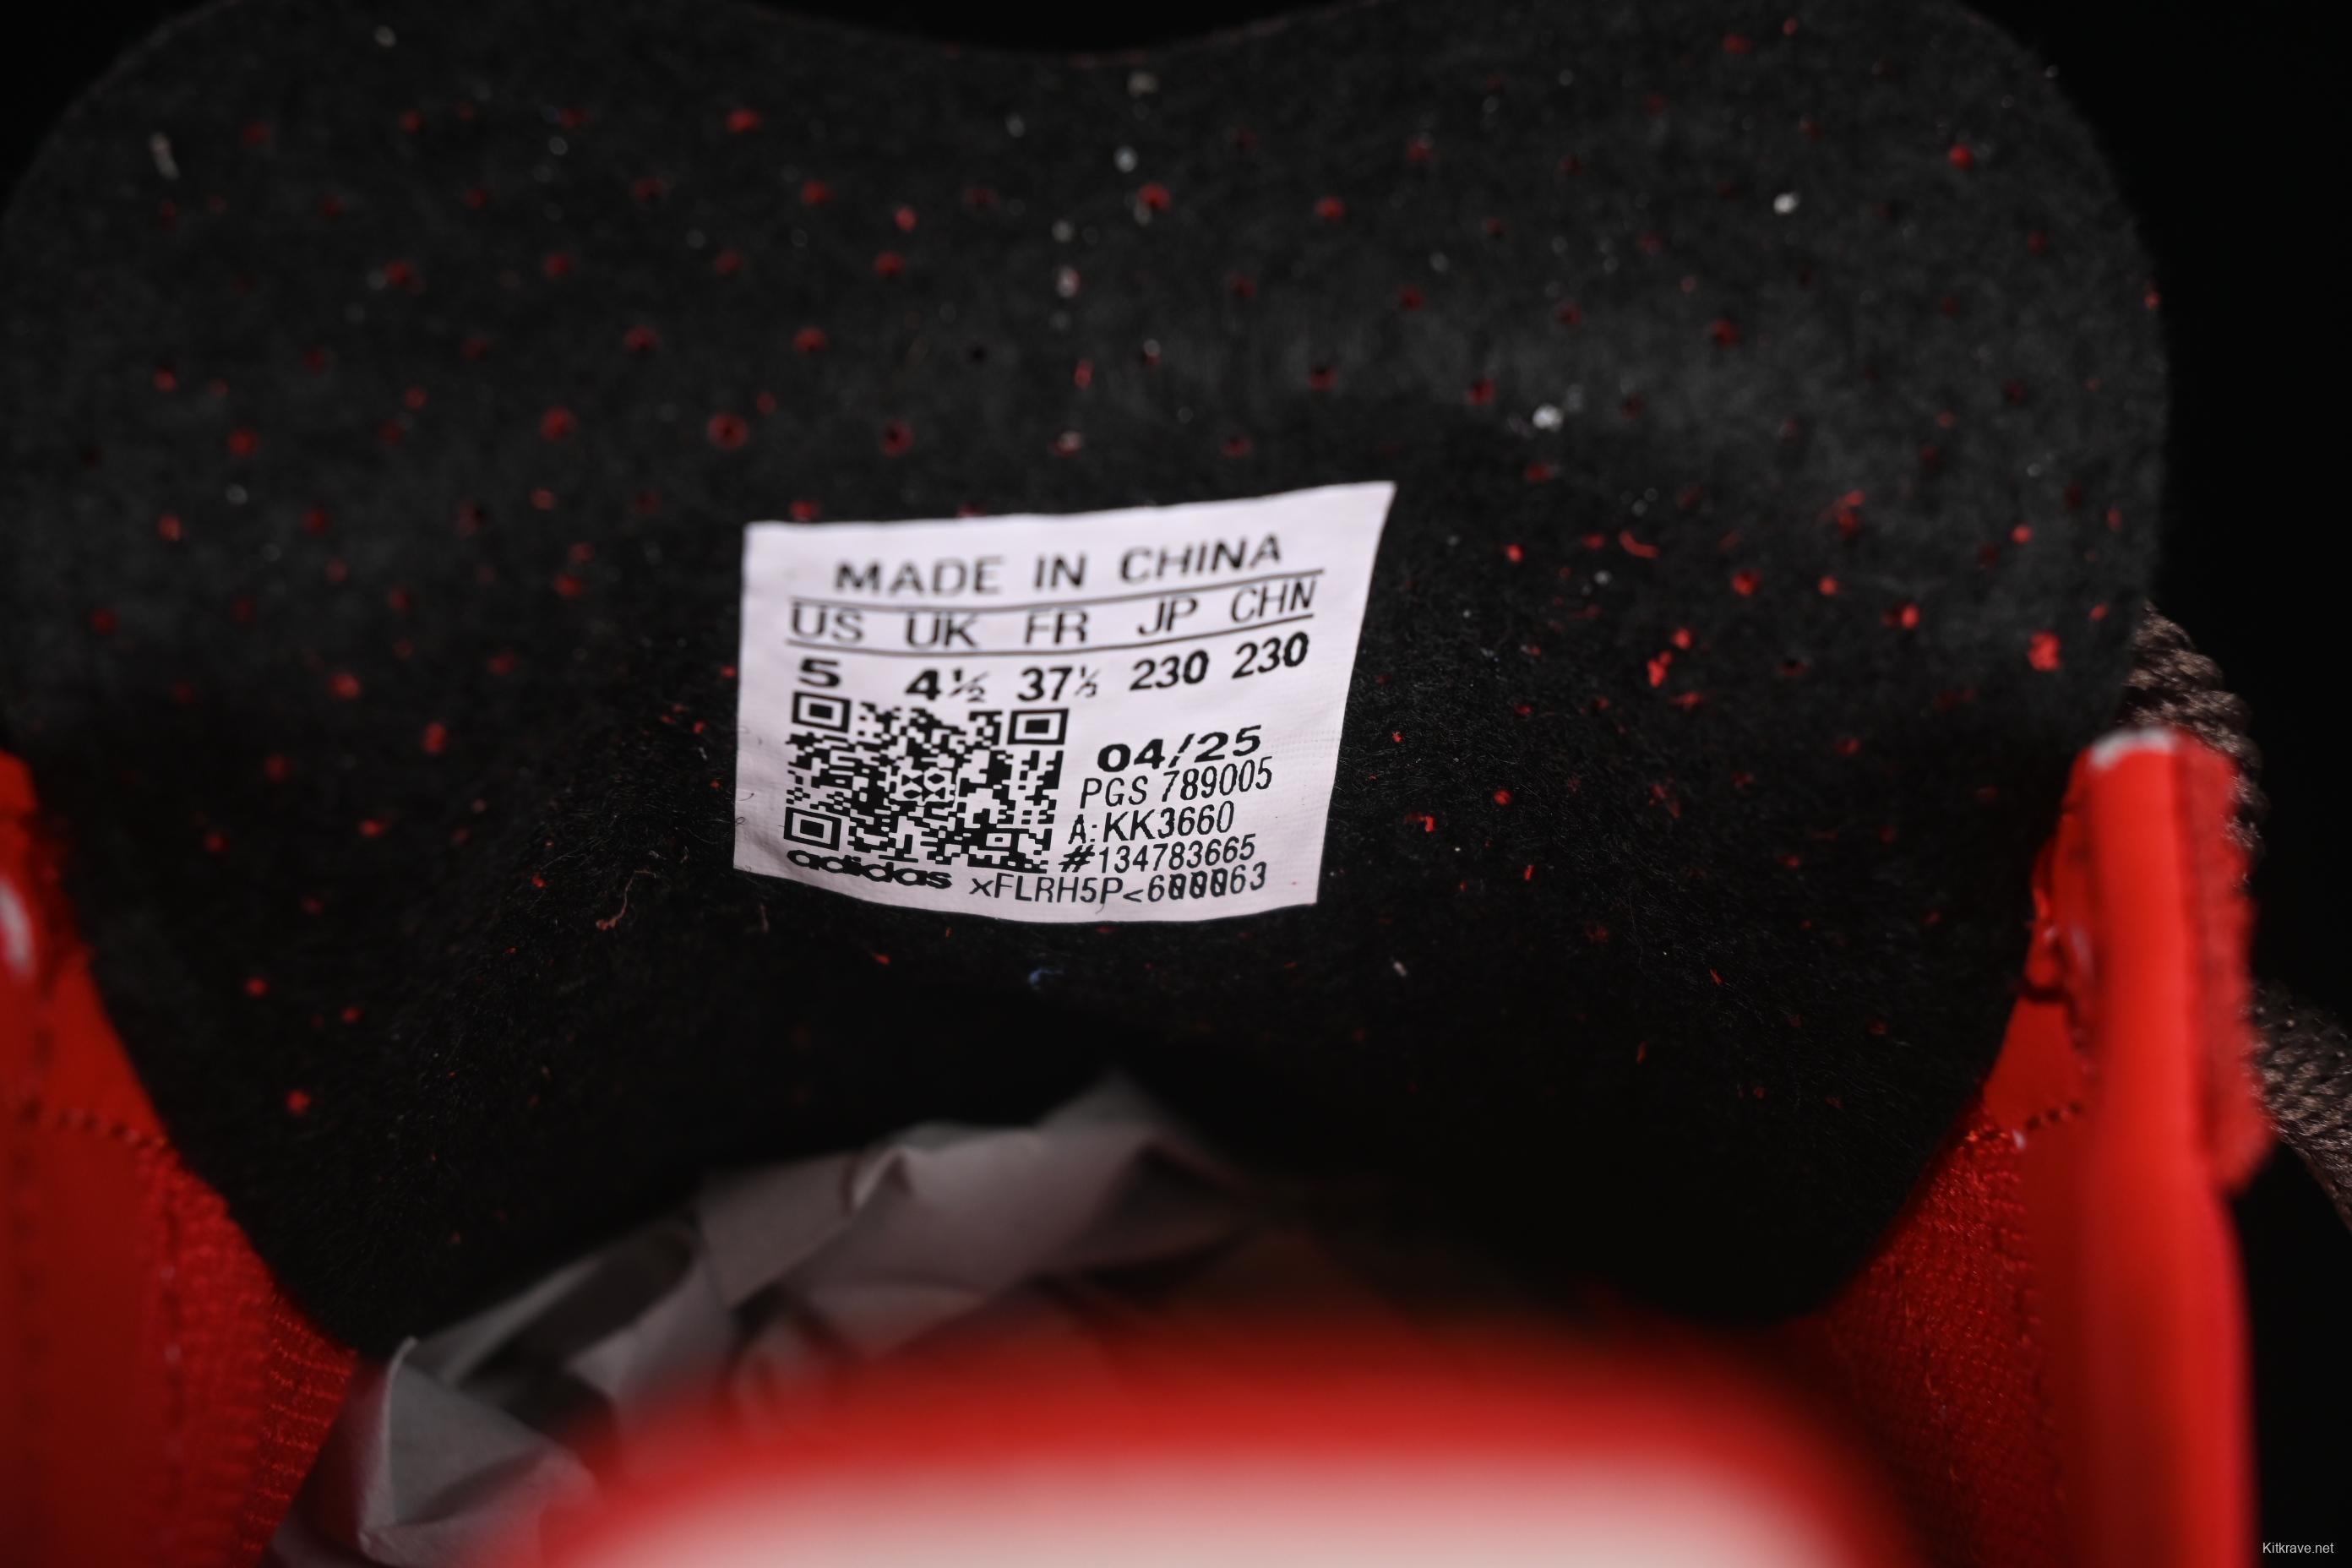 MADE IN CHINA
US UK FR JP CHN
5 4½ 37⅓ 230 230
04/25
PGS 789005
A:KK3660
#134783665
adidas xFLRH5P<600063
Kitkrave.net